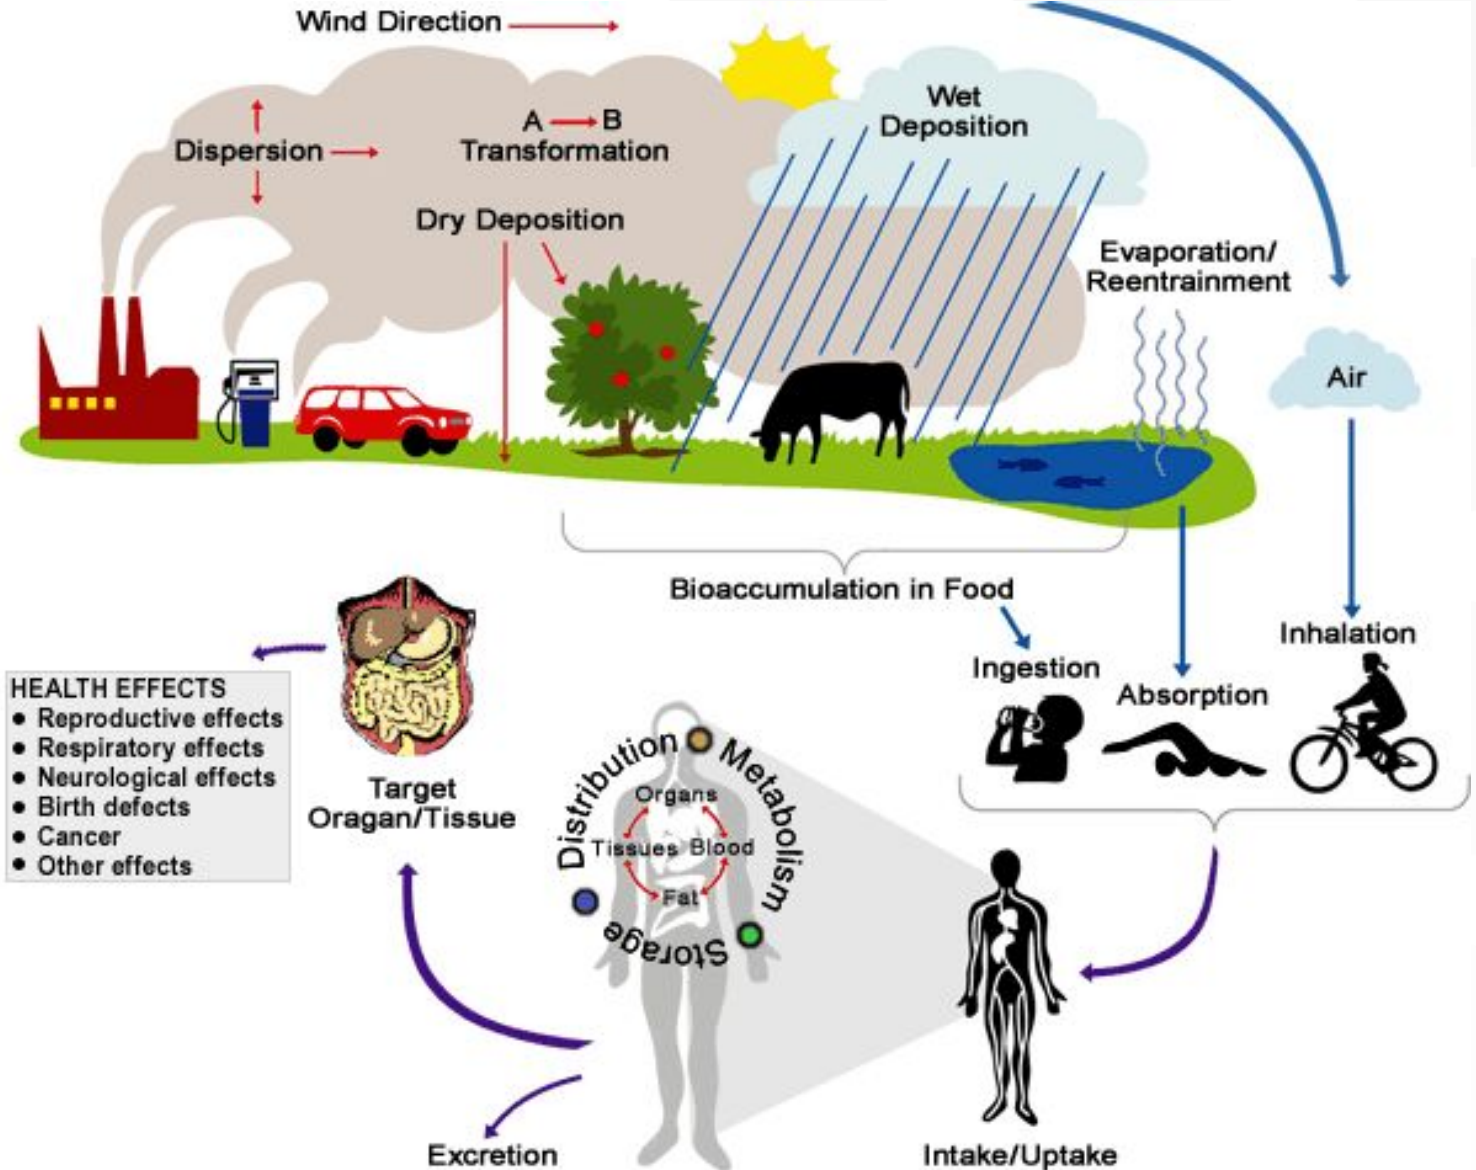 Wind Direction
Wet
Deposition
A → B
Transformation
Dispersion
Dry Deposition
Evaporation/
Reentrainment
Air
Bioaccumulation in Food
Inhalation
Ingestion
Absorption
HEALTH EFFECTS
● Reproductive effects
● Respiratory effects
● Neurological effects
● Birth defects
● Cancer
● Other effects
Target
Oragan/Tissue
Distribution
Metabolism
Storage
Organs
Tissues
Blood
Fat
Excretion
Intake/Uptake